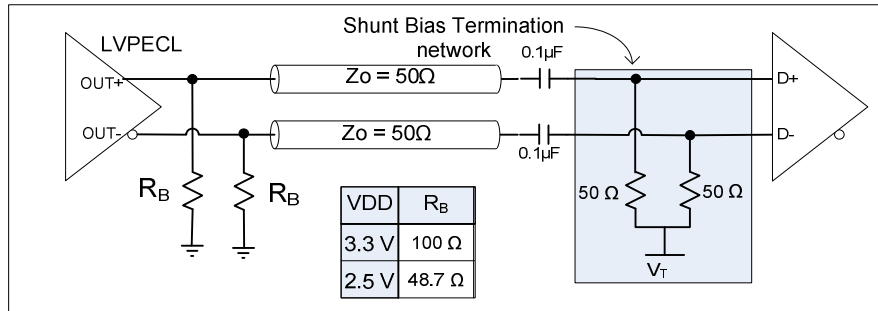 Shunt Bias Termination
network
LVPECL
0.1µF
OUT+
Zo = 50Ω
D+
OUT-
Zo = 50Ω
D-
0.1µF
RB
RB
50 Ω
50 Ω
VDD RB
3.3 V 100 Ω
2.5 V 48.7 Ω
VT